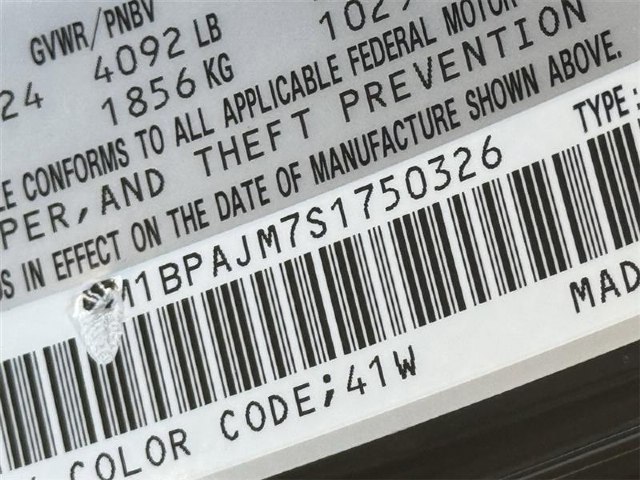 GVWR/PNBV
24 4092 LB 102
1856 KG
CONFORMS TO ALL APPLICABLE FEDERAL MOTOR
PER, AND THEFT PREVENTION
IN EFFECT ON THE DATE OF MANUFACTURE SHOWN ABOVE.
M1BPAJM7S1750326 TYPE:
COLOR CODE;41W MAD